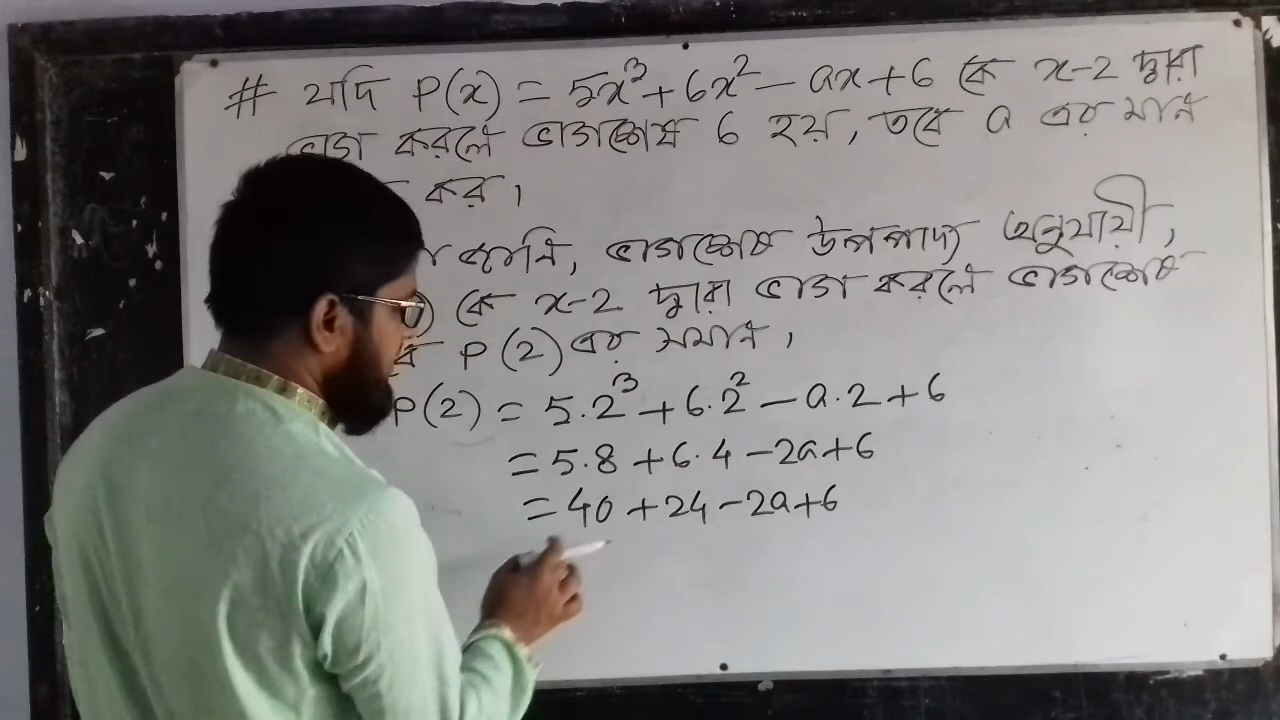 # যদি P(x) = 5x³+6x²-ax+6 কে x-2 দ্বারা
ভাগ করলে ভাগশেষ 6 হয়, তবে a এর মান
কর।
জানি, ভাগশেষ উপপাদ্য অনুযায়ী,
) কে x-2 দ্বারা ভাগ করলে ভাগশেষ
P(2) এর সমান,
P(2) = 5.2³+6.2²-a.2+6
= 5.8+6.4-2a+6
= 40+24-2a+6